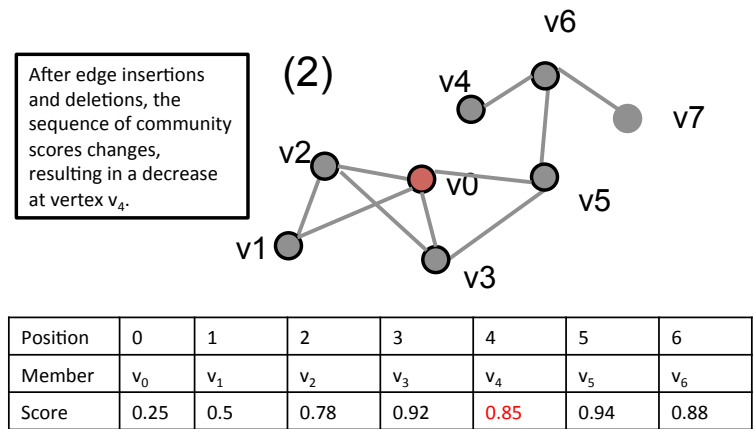 After edge insertions
and deletions, the
sequence of community
scores changes,
resulting in a decrease
at vertex v₄.
(2)
v6
v4
v7
v2
v0
v5
v1
v3
Position 0 1 2 3 4 5 6
Member v₀ v₁ v₂ v₃ v₄ v₅ v₆
Score 0.25 0.5 0.78 0.92 0.85 0.94 0.88